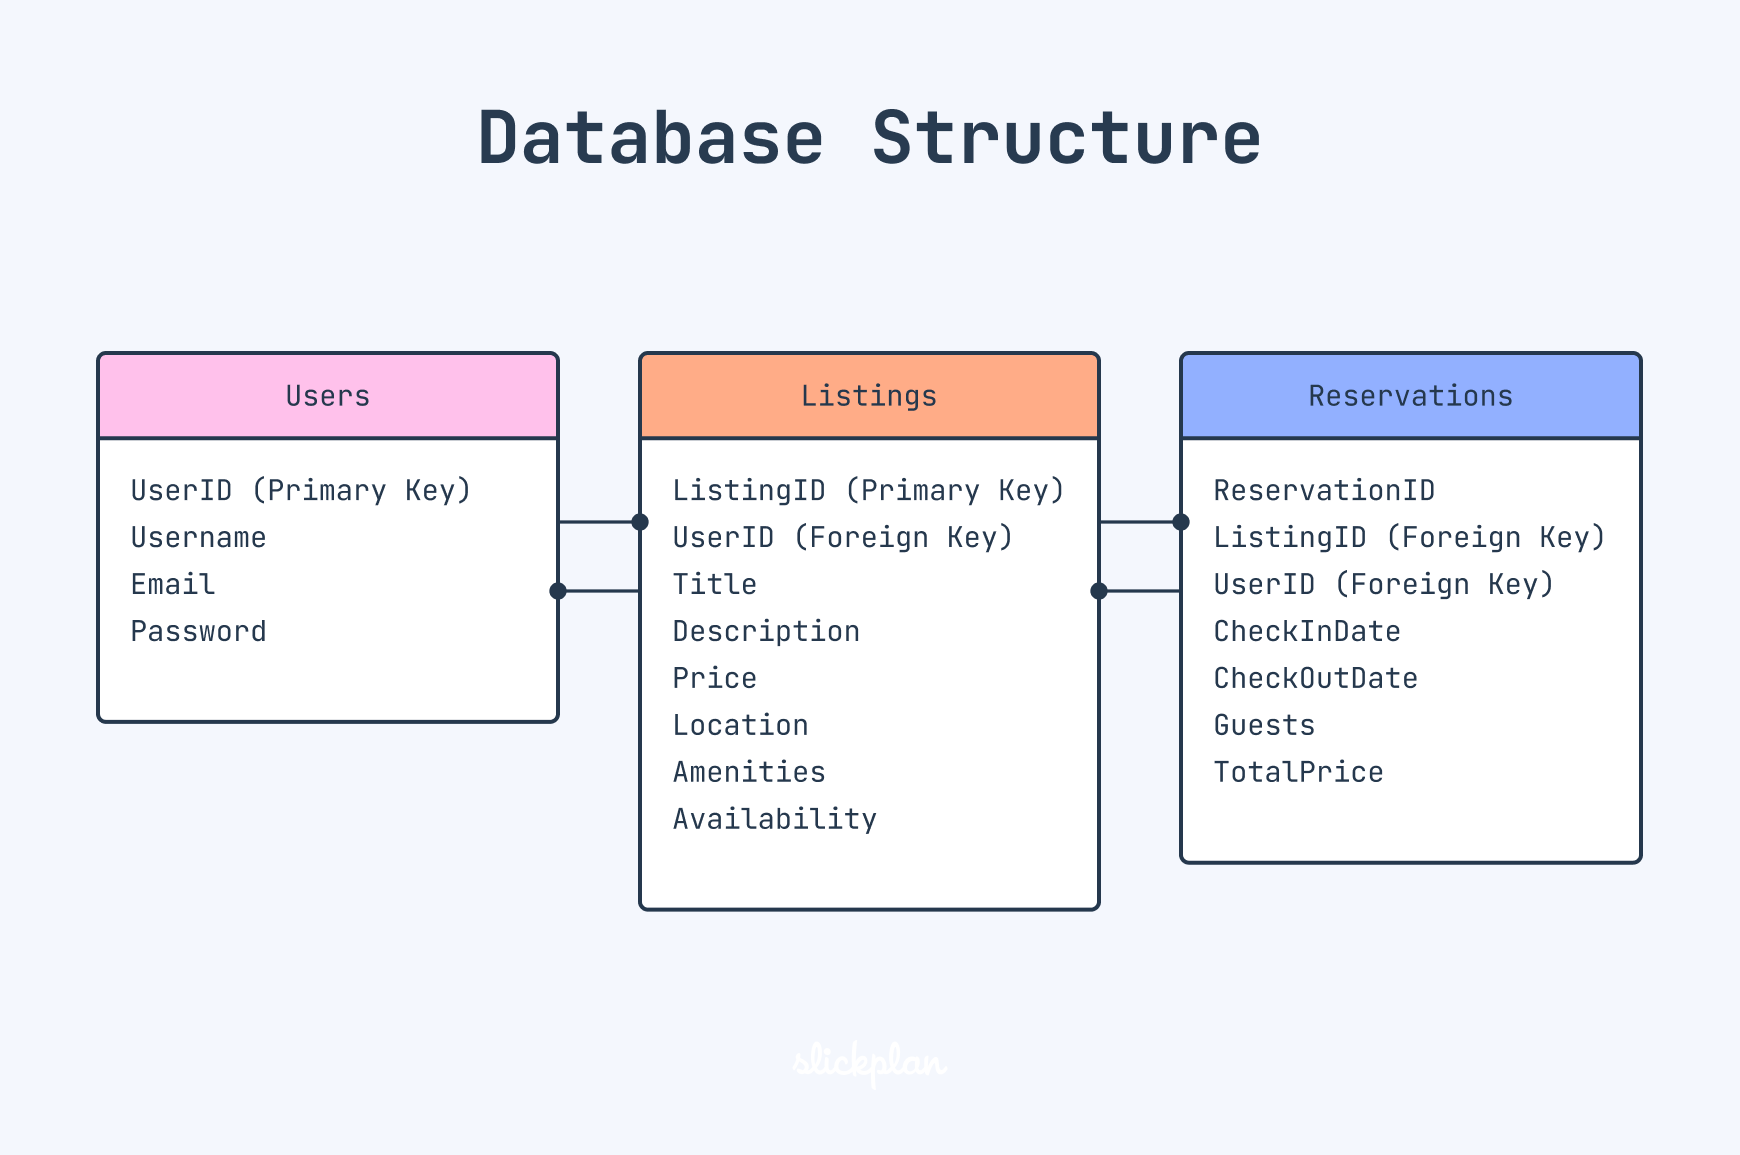 Database Structure
Users
UserID (Primary Key)
Username
Email
Password
Listings
ListingID (Primary Key)
UserID (Foreign Key)
Title
Description
Price
Location
Amenities
Availability
Reservations
ReservationID
ListingID (Foreign Key)
UserID (Foreign Key)
CheckInDate
CheckOutDate
Guests
TotalPrice
slickplan